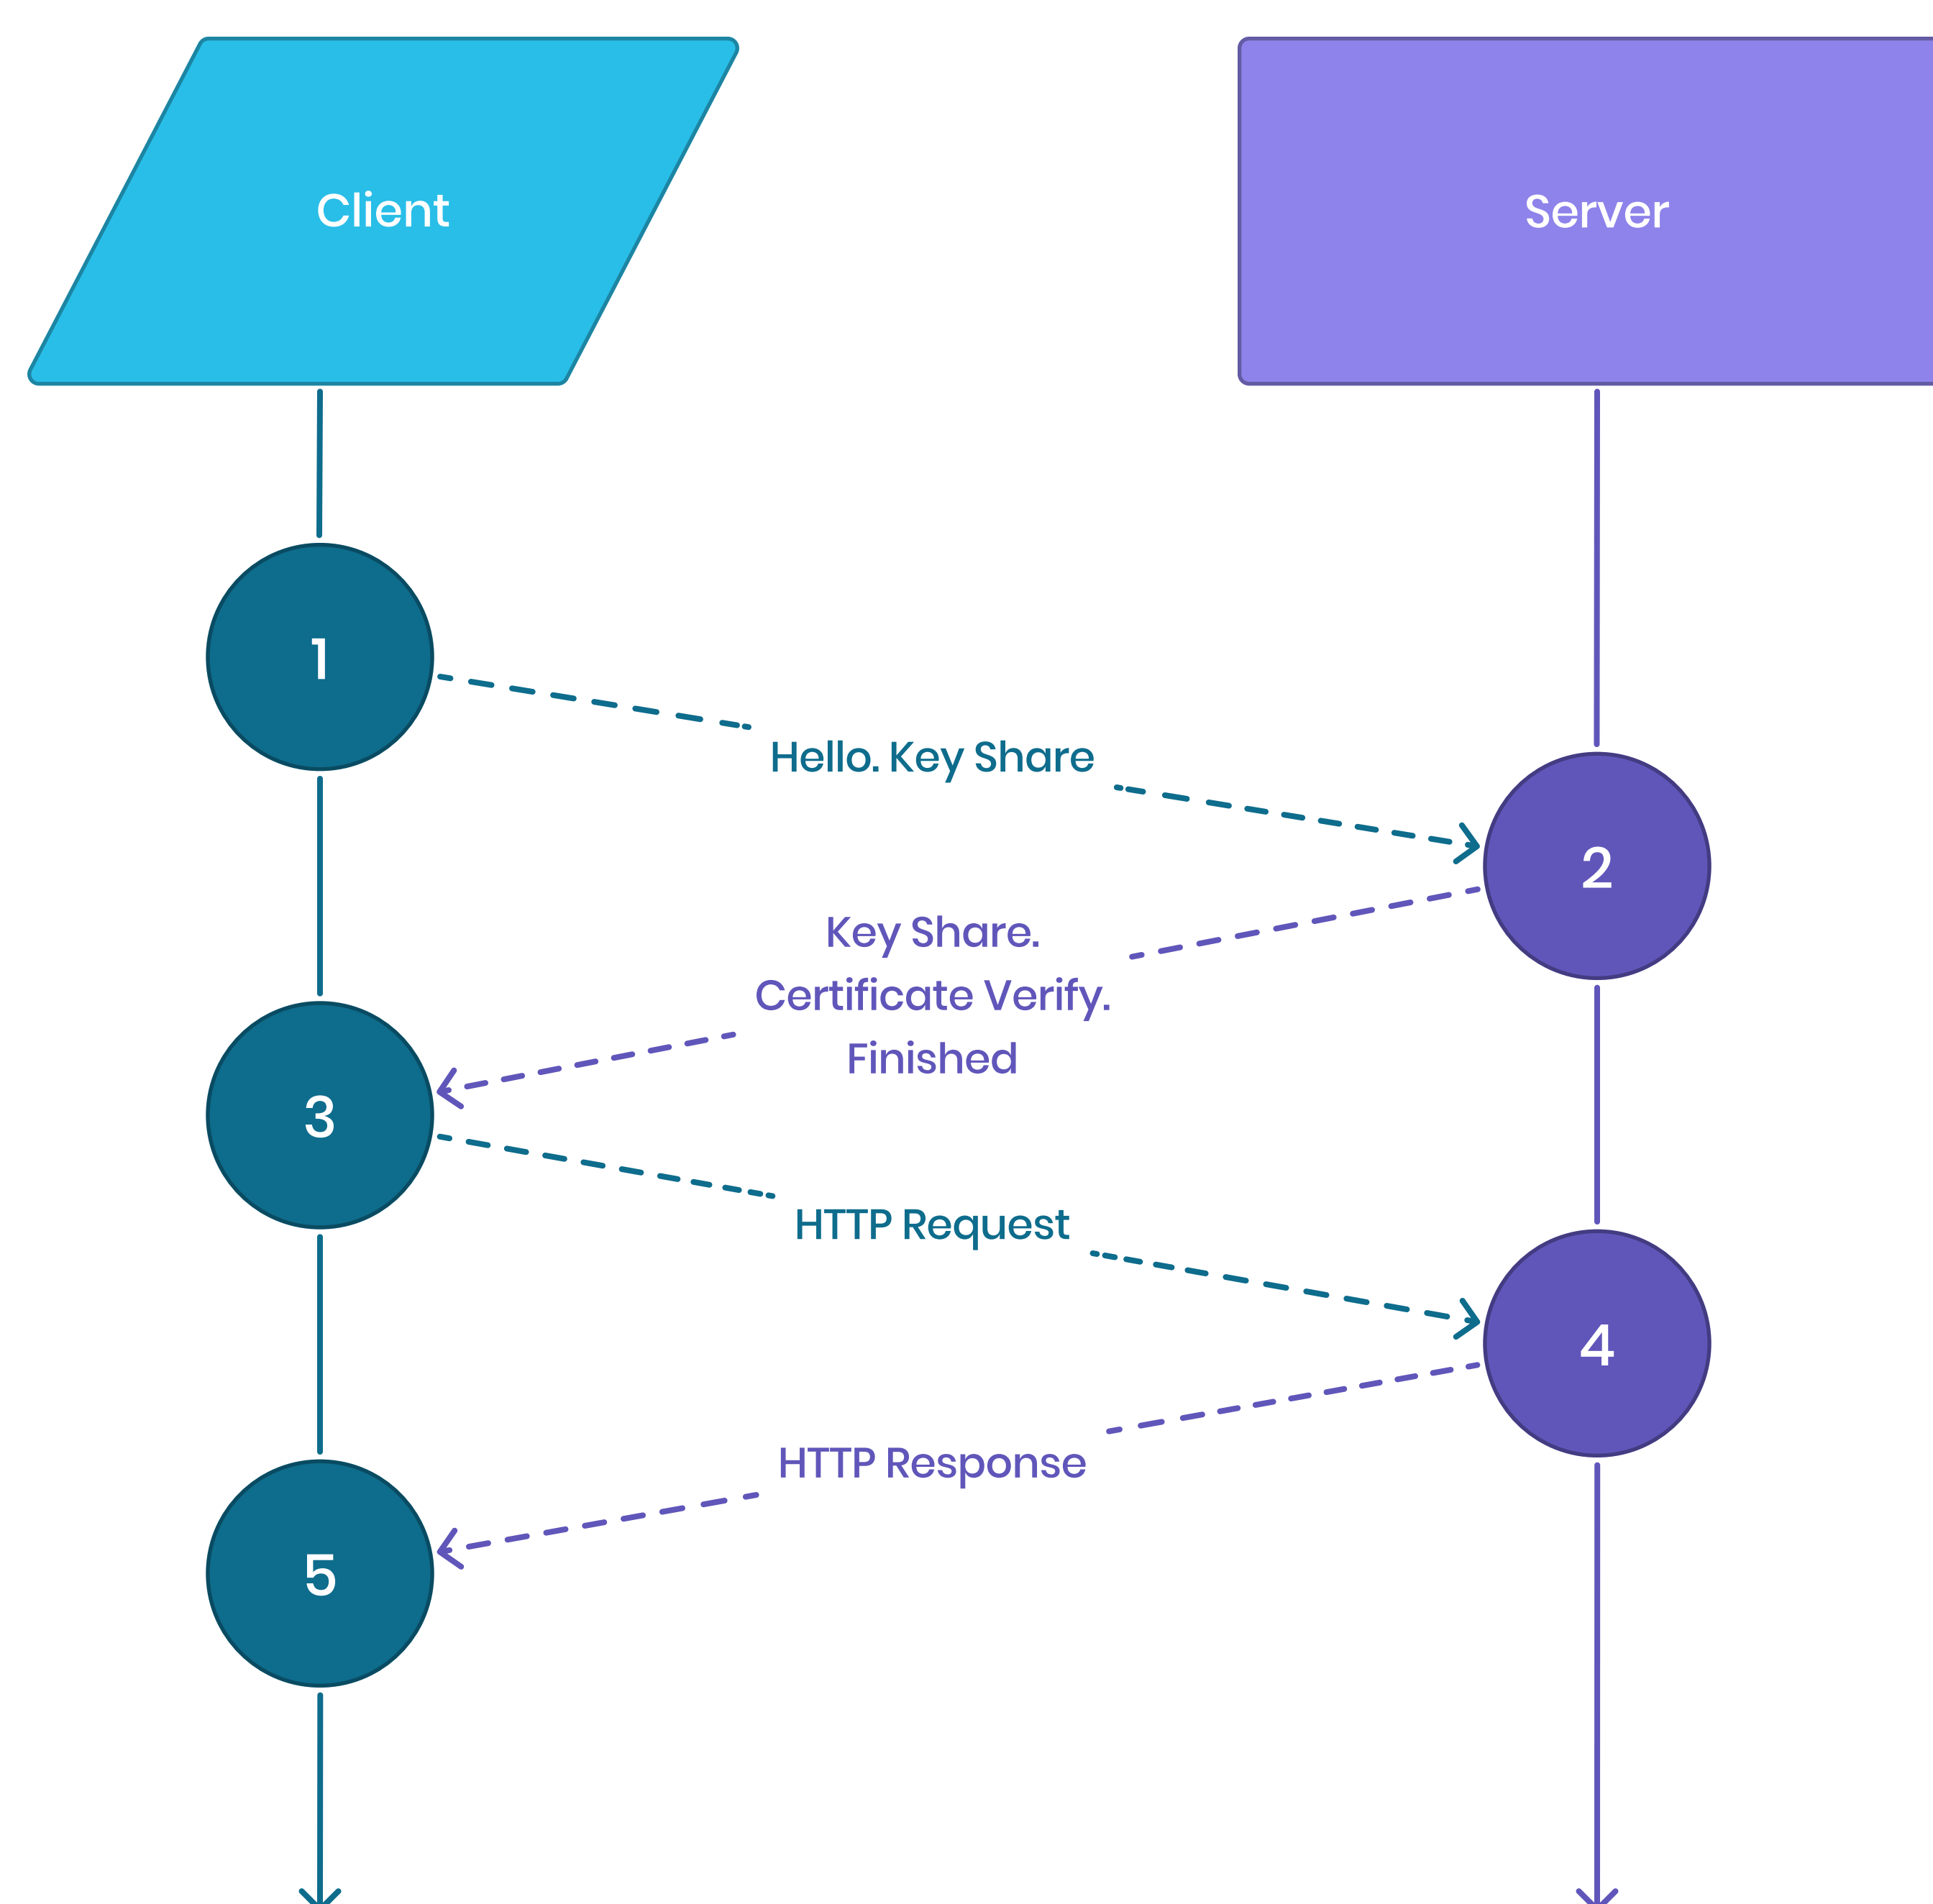 Client
Server
1
Hello. Key Share
2
Key Share.
Certificate Verify.
Finished
3
HTTP Request
4
HTTP Response
5